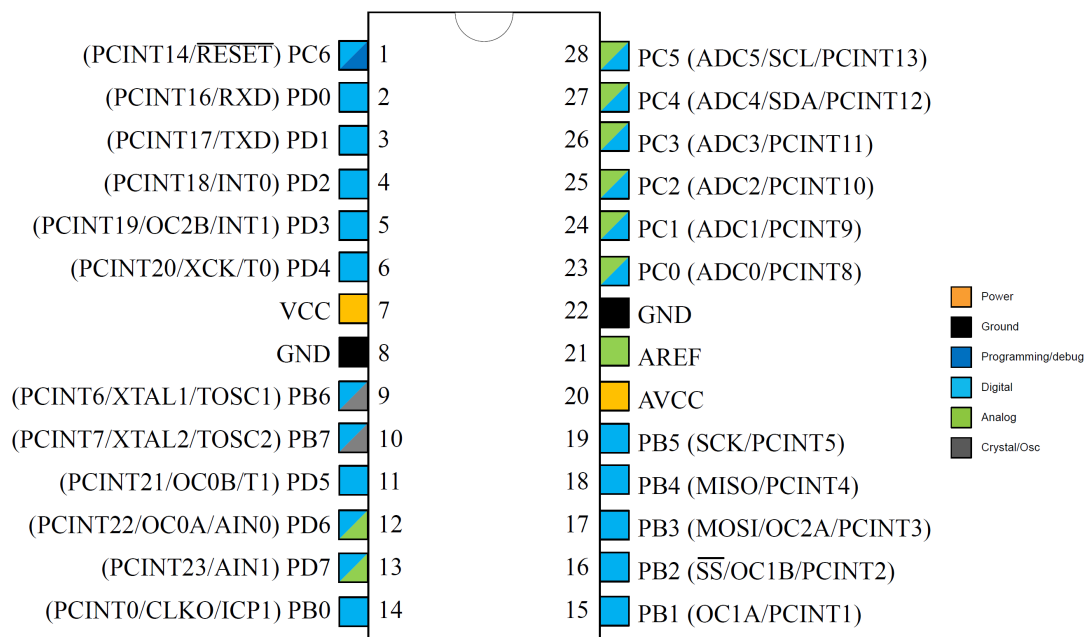 (PCINT14/RESET) PC6 1
(PCINT16/RXD) PD0 2
(PCINT17/TXD) PD1 3
(PCINT18/INT0) PD2 4
(PCINT19/OC2B/INT1) PD3 5
(PCINT20/XCK/T0) PD4 6
VCC 7
GND 8
(PCINT6/XTAL1/TOSC1) PB6 9
(PCINT7/XTAL2/TOSC2) PB7 10
(PCINT21/OC0B/T1) PD5 11
(PCINT22/OC0A/AIN0) PD6 12
(PCINT23/AIN1) PD7 13
(PCINT0/CLKO/ICP1) PB0 14
28 PC5 (ADC5/SCL/PCINT13)
27 PC4 (ADC4/SDA/PCINT12)
26 PC3 (ADC3/PCINT11)
25 PC2 (ADC2/PCINT10)
24 PC1 (ADC1/PCINT9)
23 PC0 (ADC0/PCINT8)
22 GND
21 AREF
20 AVCC
19 PB5 (SCK/PCINT5)
18 PB4 (MISO/PCINT4)
17 PB3 (MOSI/OC2A/PCINT3)
16 PB2 (SS/OC1B/PCINT2)
15 PB1 (OC1A/PCINT1)
Power
Ground
Programming/debug
Digital
Analog
Crystal/Osc